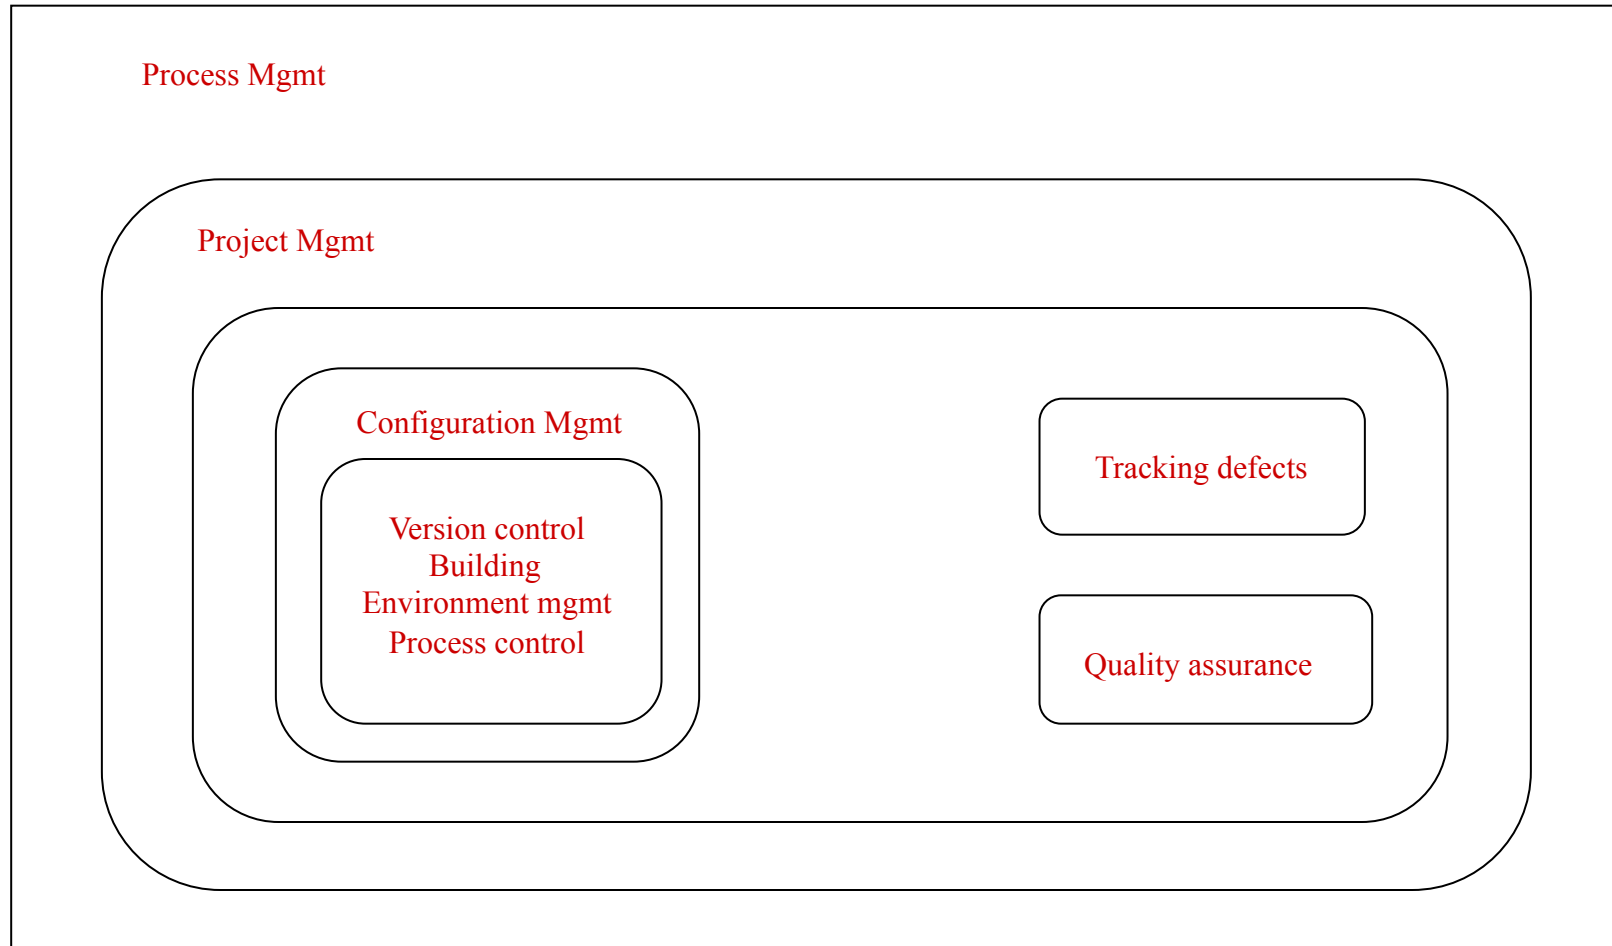 Process Mgmt
Project Mgmt
Configuration Mgmt
Version control
Building
Environment mgmt
Process control
Tracking defects
Quality assurance